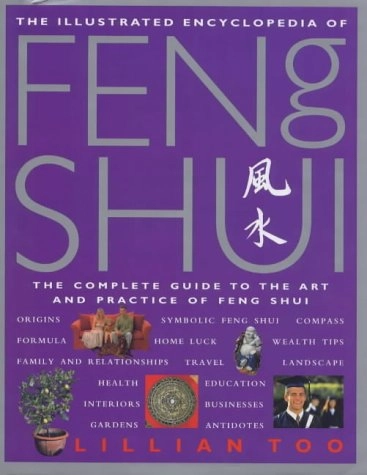 THE ILLUSTRATED ENCYCLOPEDIA OF
FENg
SHUI
風
水
THE COMPLETE GUIDE TO THE ART
AND PRACTICE OF FENG SHUI
ORIGINS SYMBOLIC FENG SHUI COMPASS
FORMULA HOME LUCK WEALTH TIPS
FAMILY AND RELATIONSHIPS TRAVEL LANDSCAPE
HEALTH EDUCATION
INTERIORS BUSINESSES
GARDENS ANTIDOTES
LILLIAN TOO